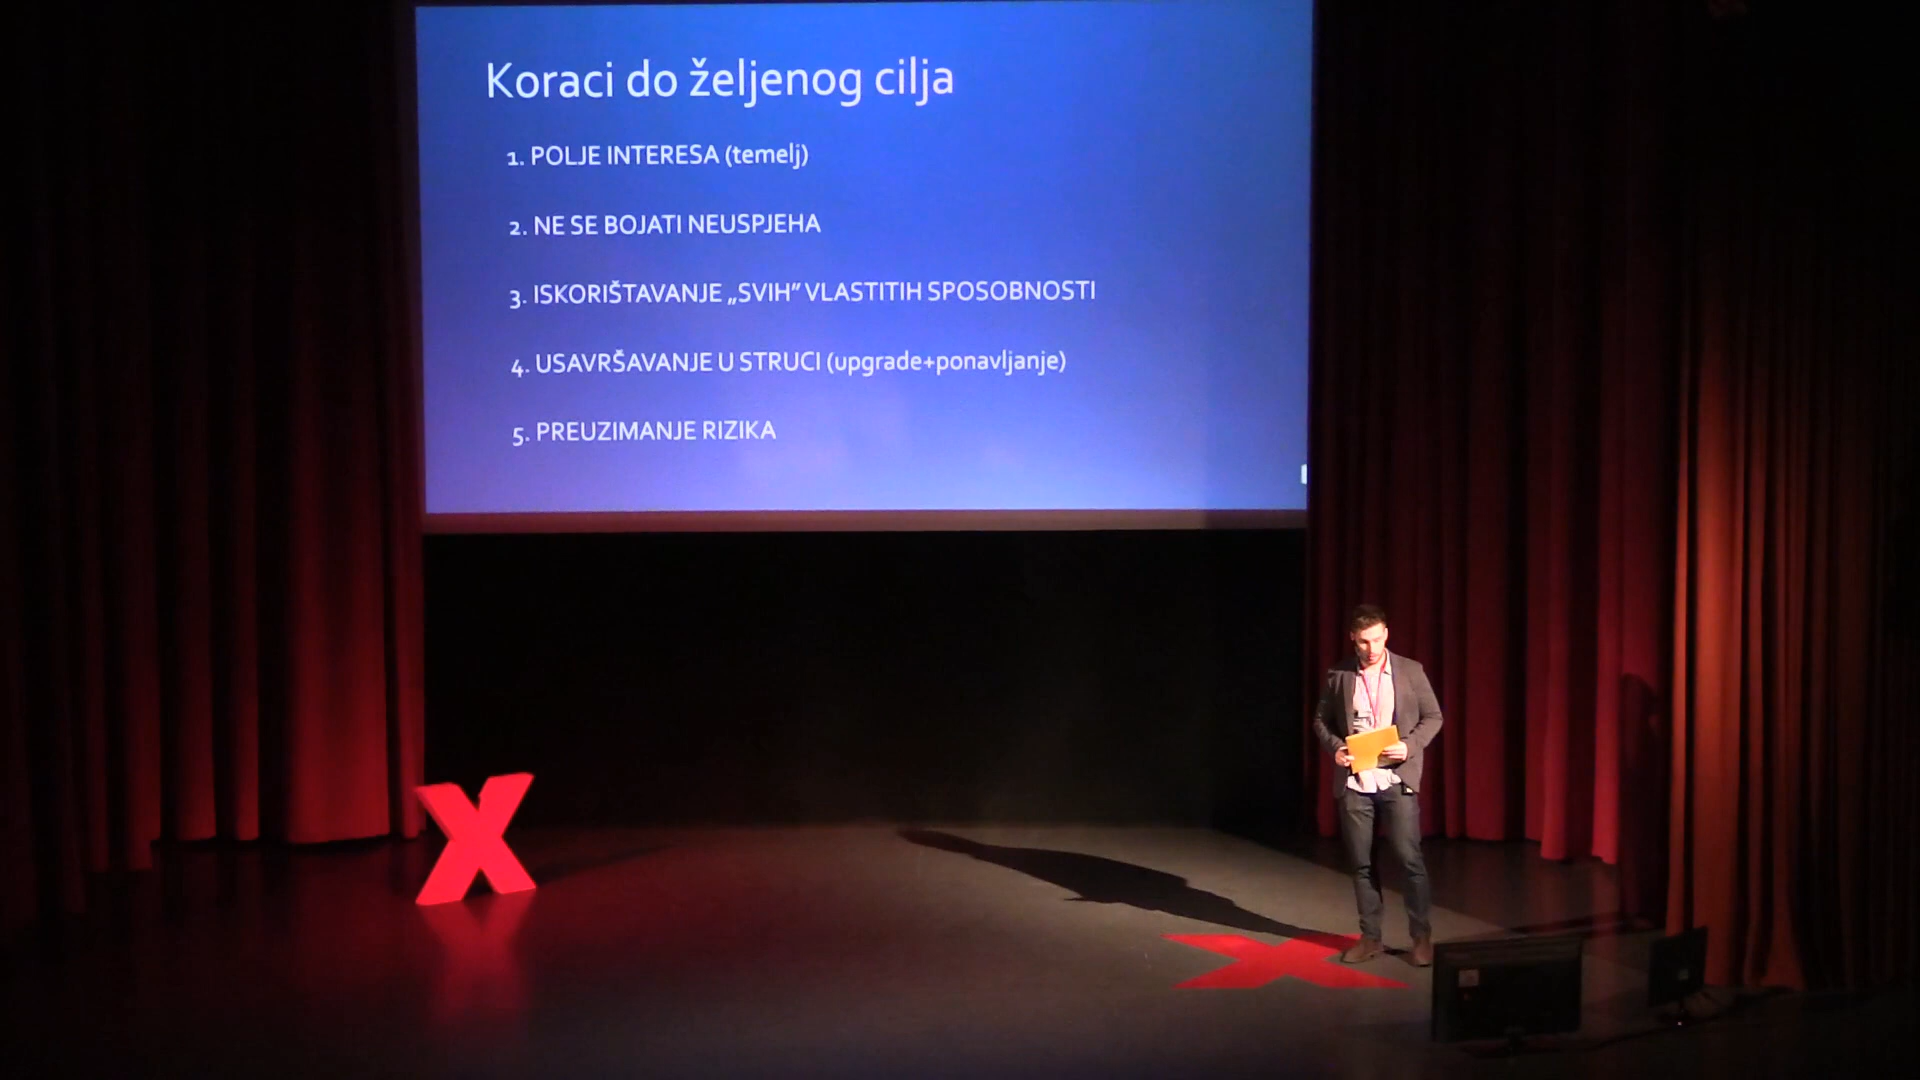 Koraci do željenog cilja
1. POLJE INTERESA (temelj)
2. NE SE BOJATI NEUSPJEHA
3. ISKORIŠTAVANJE „SVIH” VLASTITIH SPOSOBNOSTI
4. USAVRŠAVANJE U STRUCI (upgrade+ponavljanje)
5. PREUZIMANJE RIZIKA
X
X